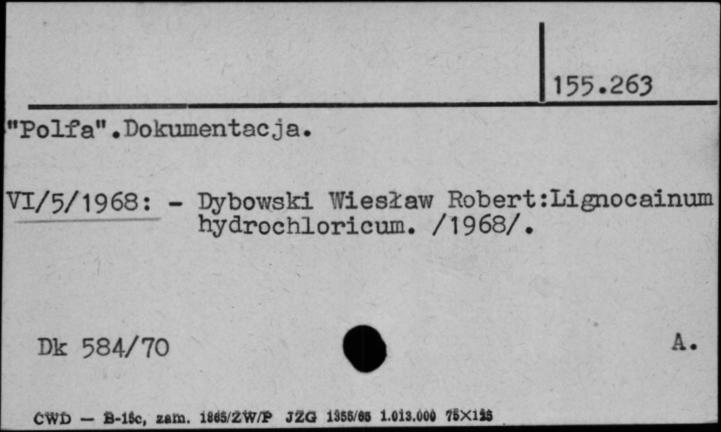 155.263
"Polfa".Dokumentacja.
VI/5/1968: - Dybowski Wiesław Robert:Lignocainum
hydrochloricum. /1968/.
Dk 584/70
A.
CWD — B-15c, zam. 1865/ZW/P JZG 1355/65 1.013.000 75×125